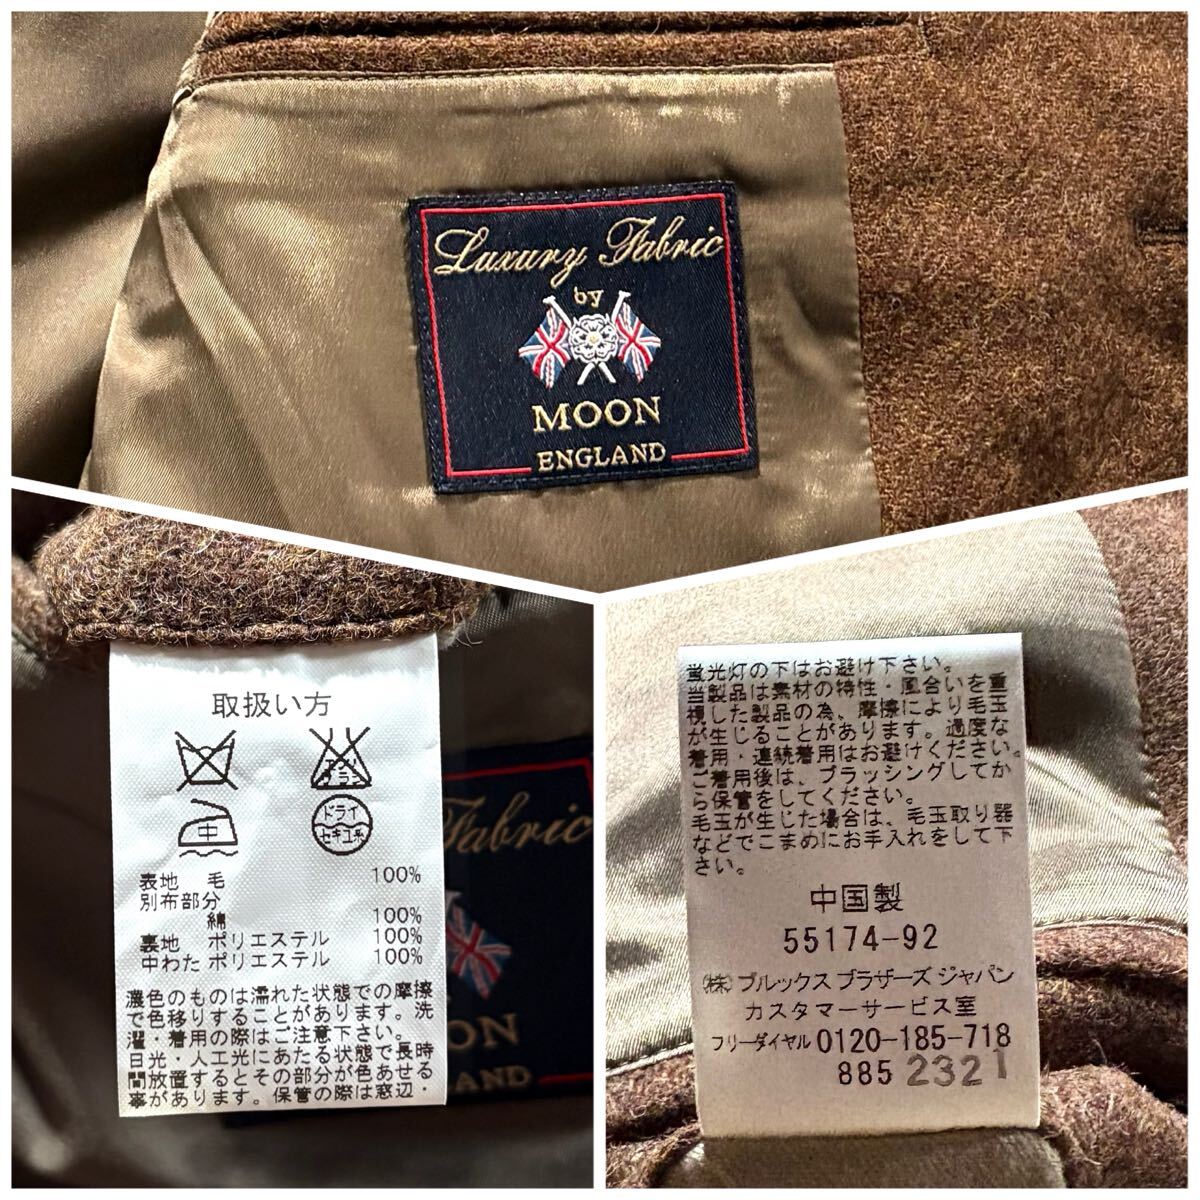 Luxury Fabric
by
MOON
ENGLAND
取扱い方
エンソ
サラシ
中
ドライ
セキユ系
表地 毛 100%
別布部分
綿 100%
裏地 ポリエステル 100%
中わた ポリエステル 100%
濃色のものは濡れた状態での摩擦
で色移りすることがあります。洗
濯・着用の際はご注意下さい。
日光・人工光にあたる状態で長時
間放置するとその部分が色あせる
事があります。保管の際は窓辺・
Fabric
OON
GLAND
蛍光灯の下はお避け下さい。
当製品は素材の特性・風合いを重
視した製品の為、摩擦により毛玉
が生じることがあります。過度な
着用・連続着用はお避けください。
ご着用後は、ブラッシングしてか
ら保管をしてください。
毛玉が生じた場合は、毛玉取り器
などでこまめにお手入れをして下
さい。
中国製
55174-92
(株)ブルックス ブラザーズ ジャパン
カスタマーサービス室
フリーダイヤル 0120-185-718
885 2321